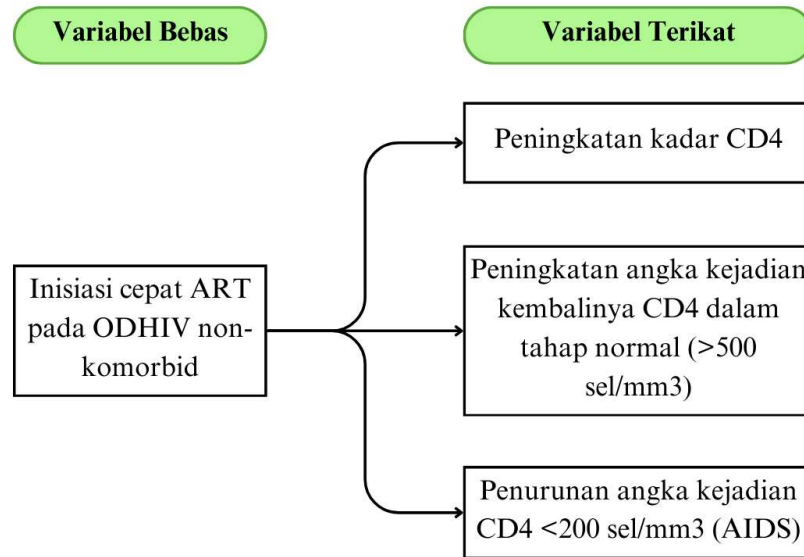 Variabel Bebas
Variabel Terikat
Peningkatan kadar CD4
Inisiasi cepat ART
pada ODHIV non-
komorbid
Peningkatan angka kejadian
kembalinya CD4 dalam
tahap normal (>500
sel/mm3)
Penurunan angka kejadian
CD4 <200 sel/mm3 (AIDS)